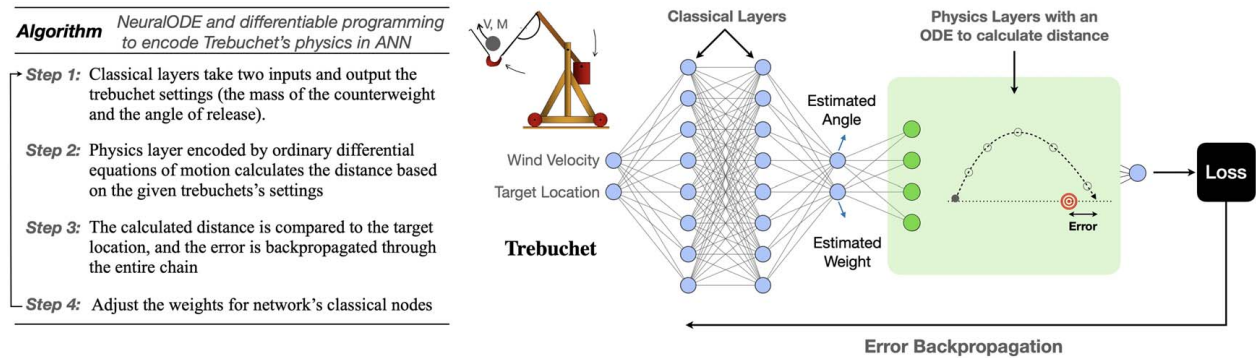 Algorithm
NeuralODE and differentiable programming
to encode Trebuchet's physics in ANN
Step 1: Classical layers take two inputs and output the
trebuchet settings (the mass of the counterweight
and the angle of release).
Step 2: Physics layer encoded by ordinary differential
equations of motion calculates the distance based
on the given trebuchets's settings
Step 3: The calculated distance is compared to the target
location, and the error is backpropagated through
the entire chain
Step 4: Adjust the weights for network's classical nodes
V, M
Wind Velocity
Target Location
Trebuchet
Classical Layers
Estimated
Angle
Estimated
Weight
Physics Layers with an
ODE to calculate distance
Error
Loss
Error Backpropagation